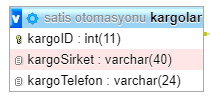 v satis otomasyonu kargolar
kargoID : int(11)
kargoSirket : varchar(40)
kargoTelefon : varchar(24)